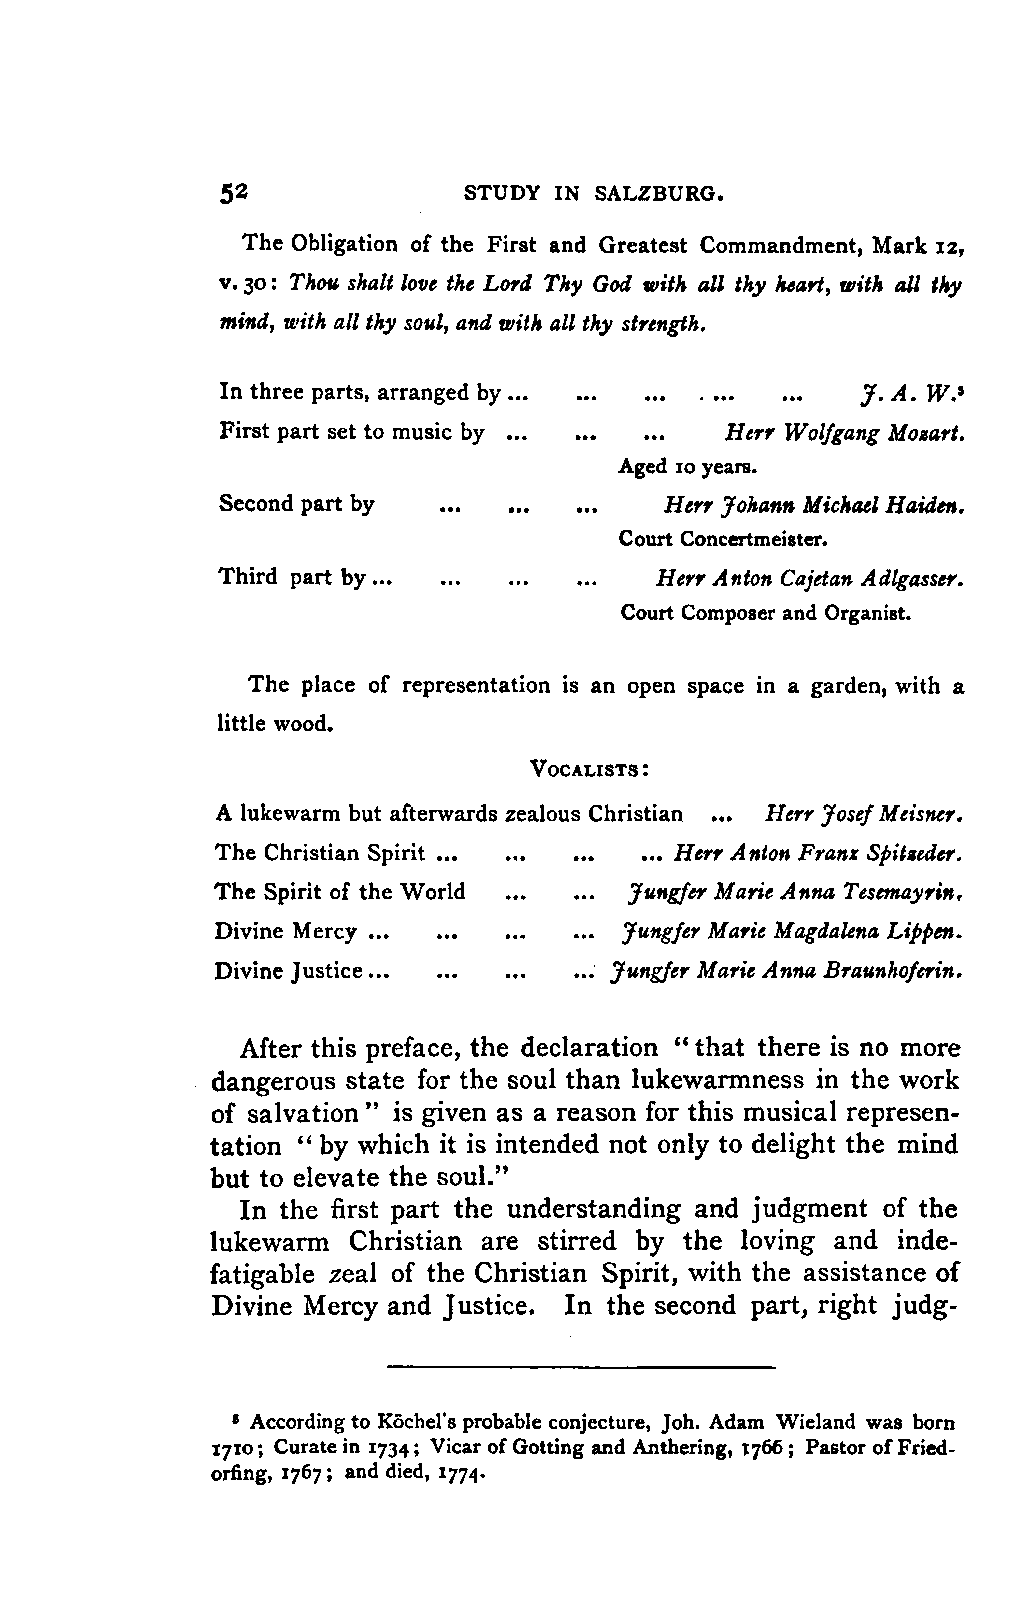 52 STUDY IN SALZBURG.
The Obligation of the First and Greatest Commandment, Mark 12,
v. 30: Thou shalt love the Lord Thy God with all thy heart, with all thy
mind, with all thy soul, and with all thy strength.
In three parts, arranged by ... ... ... ... ... J. A. W.⁵
First part set to music by ... ... ... Herr Wolfgang Mozart.
Aged 10 years.
Second part by ... ... ... Herr Johann Michael Haiden.
Court Concertmeister.
Third part by ... ... ... ... Herr Anton Cajetan Adlgasser.
Court Composer and Organist.
The place of representation is an open space in a garden, with a
little wood.
VOCALISTS:
A lukewarm but afterwards zealous Christian ... Herr Josef Meisner.
The Christian Spirit ... ... ... ... Herr Anton Franz Spitzeder.
The Spirit of the World ... ... Jungfer Marie Anna Tesemayrin.
Divine Mercy ... ... ... ... Jungfer Marie Magdalena Lippen.
Divine Justice ... ... ... ... Jungfer Marie Anna Braunhoferin.
After this preface, the declaration "that there is no more
dangerous state for the soul than lukewarmness in the work
of salvation" is given as a reason for this musical represen-
tation "by which it is intended not only to delight the mind
but to elevate the soul."
In the first part the understanding and judgment of the
lukewarm Christian are stirred by the loving and inde-
fatigable zeal of the Christian Spirit, with the assistance of
Divine Mercy and Justice. In the second part, right judg-
⁵ According to Köchel's probable conjecture, Joh. Adam Wieland was born
1710; Curate in 1734; Vicar of Gotting and Anthering, 1766; Pastor of Fried-
orfing, 1767; and died, 1774.